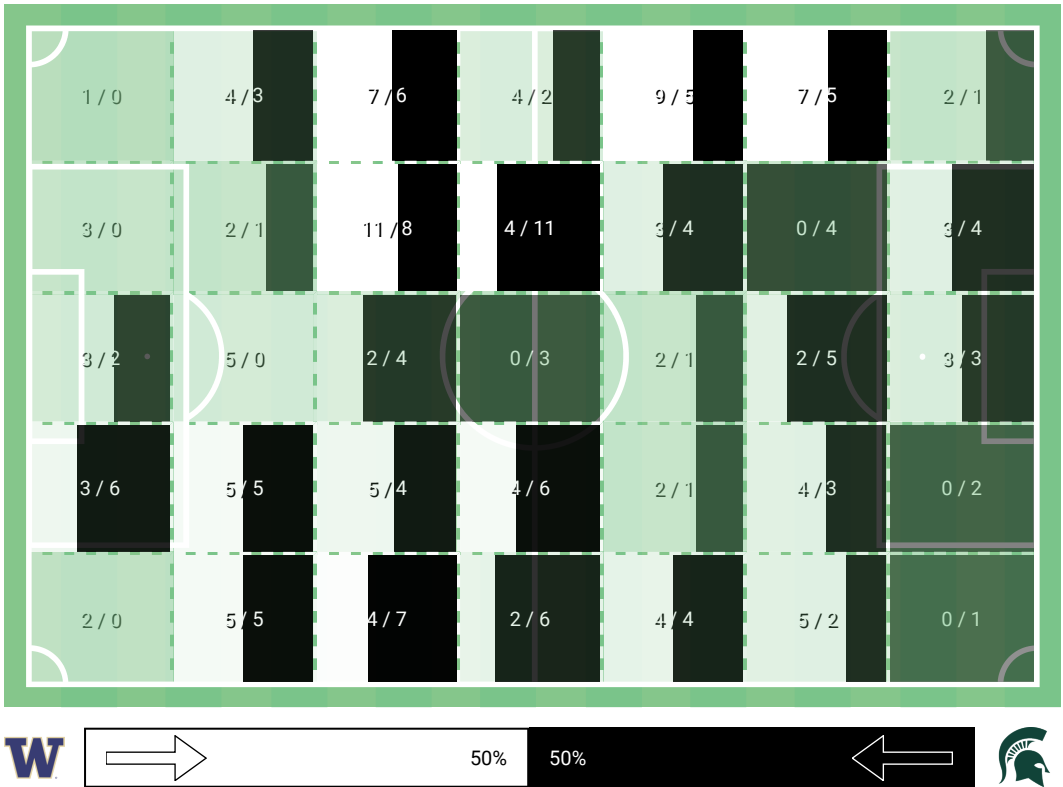 1 / 0 4 / 3 7 / 6 4 / 2 9 / 5 7 / 5 2 / 1
3 / 0 2 / 1 11 / 8 4 / 11 3 / 4 0 / 4 3 / 4
3 / 2 5 / 0 2 / 4 0 / 3 2 / 1 2 / 5 3 / 3
3 / 6 5 / 5 5 / 4 4 / 6 2 / 1 4 / 3 0 / 2
2 / 0 5 / 5 4 / 7 2 / 6 4 / 4 5 / 2 0 / 1
W 50% 50%